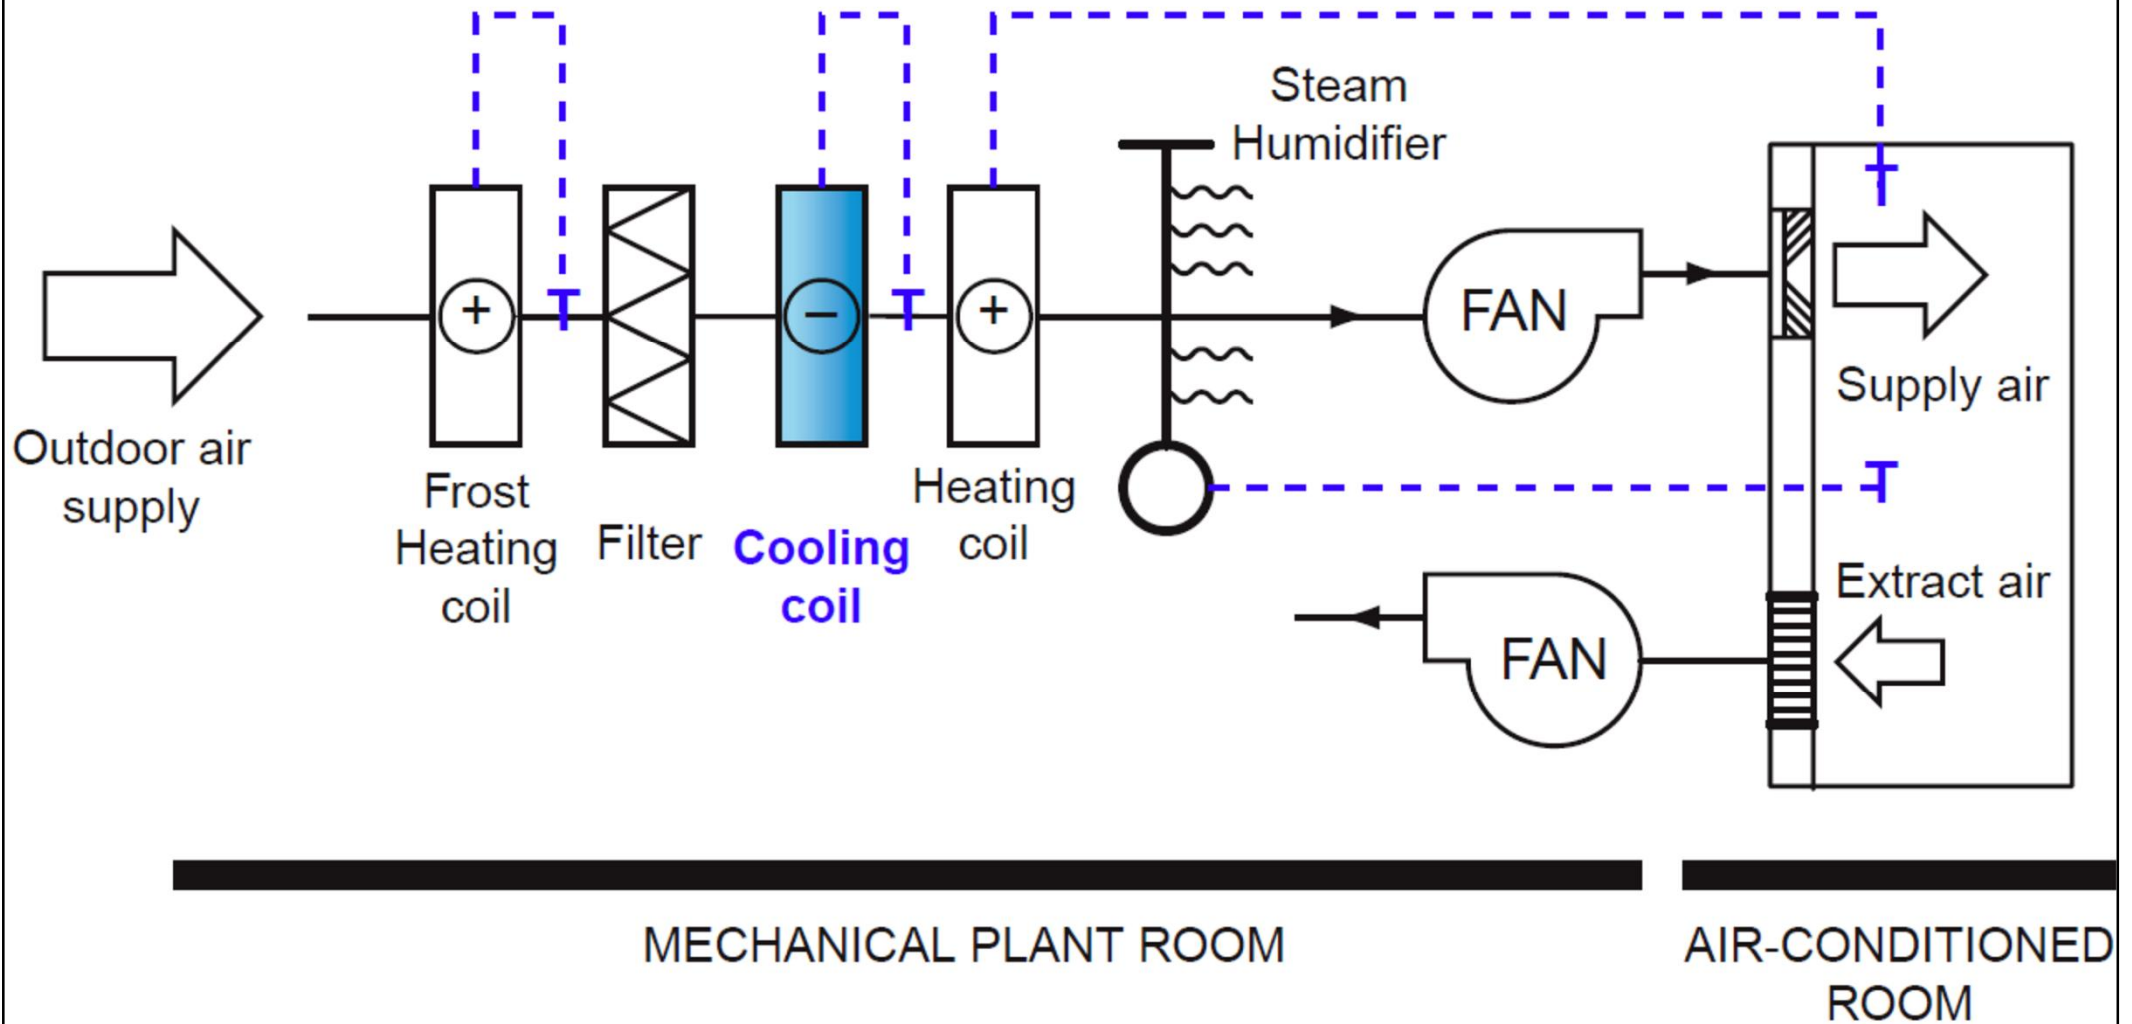 Steam
Humidifier
+
T
−
T
+
T
FAN
Supply air
Outdoor air
supply
Frost
Heating
coil
Filter
Cooling
coil
Heating
coil
T
Extract air
FAN
MECHANICAL PLANT ROOM
AIR-CONDITIONED
ROOM